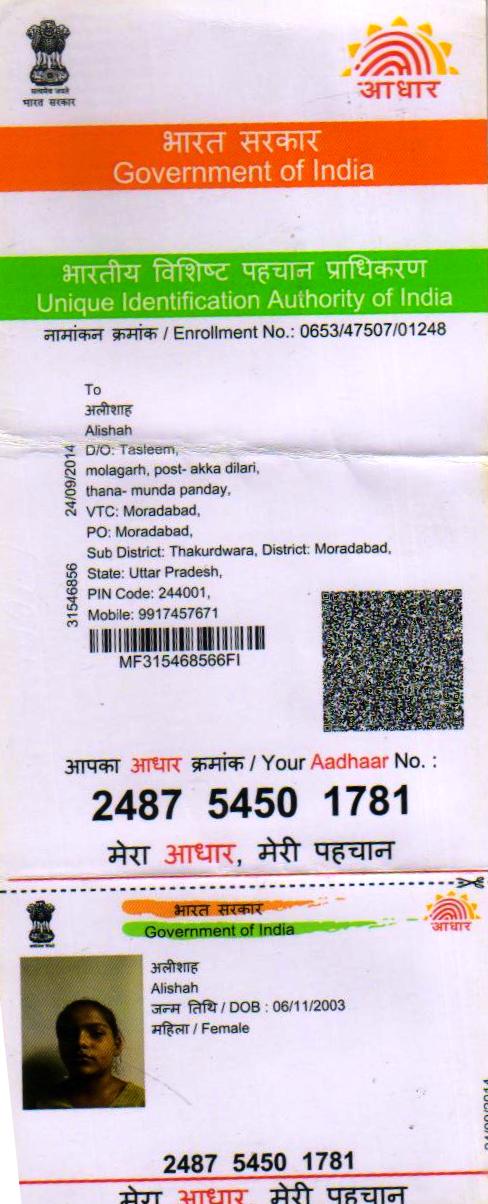 सत्यमेव जयते
भारत सरकार
आधार
भारत सरकार
Government of India
भारतीय विशिष्ट पहचान प्राधिकरण
Unique Identification Authority of India
नामांकन क्रमांक / Enrollment No.: 0653/47507/01248
To
अलीशाह
Alishah
D/O: Tasleem,
molagarh, post- akka dilari,
thana- munda panday,
VTC: Moradabad,
PO: Moradabad,
Sub District: Thakurdwara, District: Moradabad,
State: Uttar Pradesh,
PIN Code: 244001,
Mobile: 9917457671
24/09/2014
31546856
MF315468566FI
आपका आधार क्रमांक / Your Aadhaar No. :
2487 5450 1781
मेरा आधार, मेरी पहचान
भारत सरकार
Government of India
आधार
अलीशाह
Alishah
जन्म तिथि / DOB : 06/11/2003
महिला / Female
2487 5450 1781
मेरा आधार, मेरी पहचान